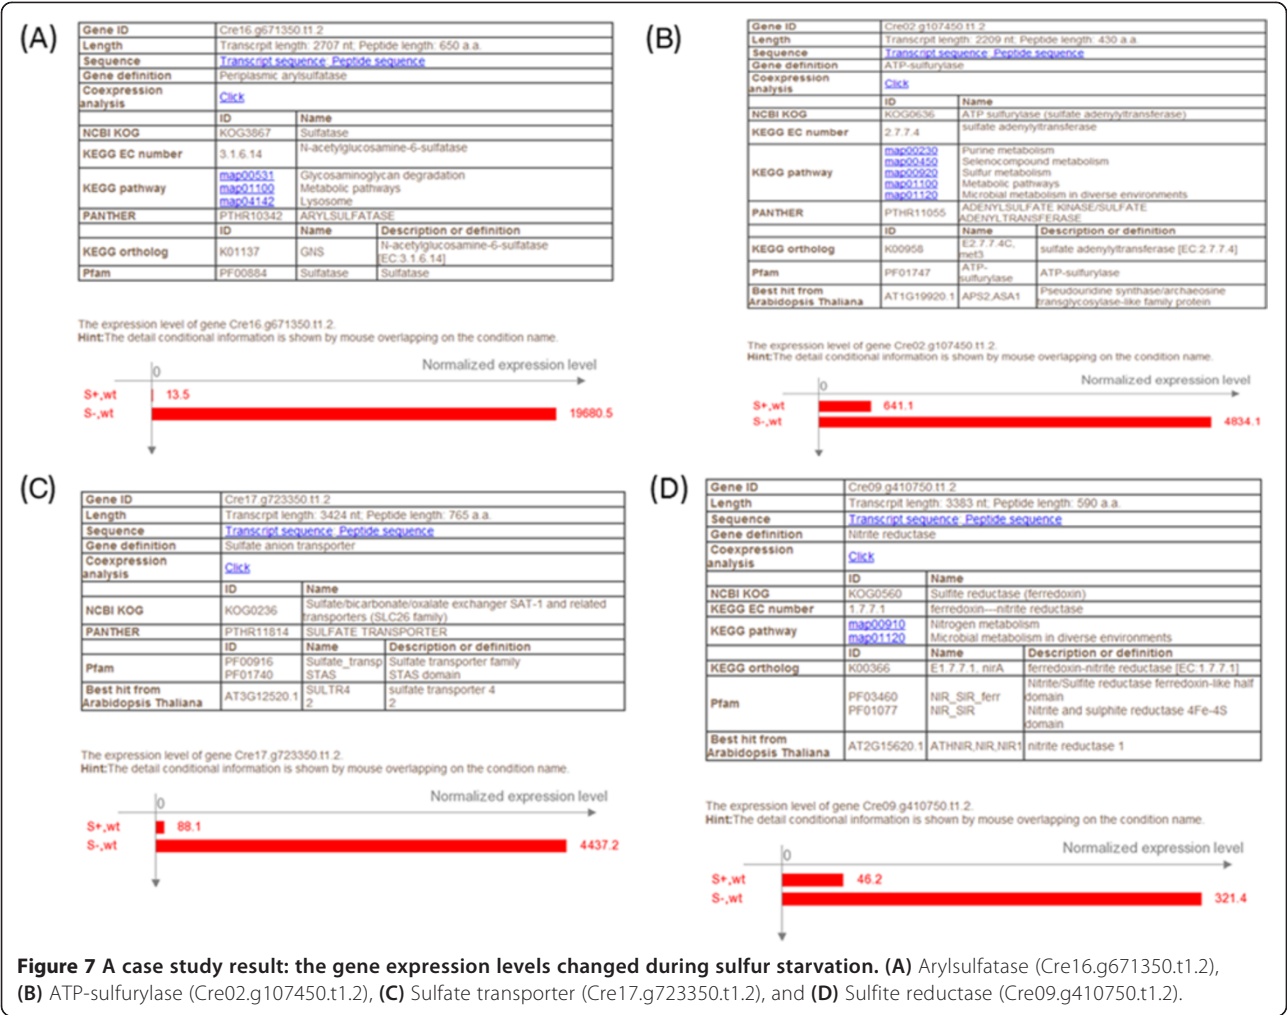 (A)
Gene ID Cre16.g671350.t1.2
Length Transcrpit length: 2707 nt; Peptide length: 650 a.a.
Sequence Transcript sequence Peptide sequence
Gene definition Periplasmic arylsulfatase
Coexpression
analysis Click
ID Name
NCBI KOG KOG3867 Sulfatase
KEGG EC number 3.1.6.14 N-acetylglucosamine-6-sulfatase
map00531 Glycosaminoglycan degradation
KEGG pathway map01100 Metabolic pathways
map04142 Lysosome
PANTHER PTHR10342 ARYLSULFATASE
ID Name Description or definition
KEGG ortholog K01137 GNS N-acetylglucosamine-6-sulfatase
[EC:3.1.6.14]
Pfam PF00884 Sulfatase Sulfatase
The expression level of gene Cre16.g671350.t1.2.
Hint:The detail conditional information is shown by mouse overlapping on the condition name.
Normalized expression level
0
S+,wt 13.5
S-,wt 19680.5
(B)
Gene ID Cre02.g107450.t1.2
Length Transcrpit length: 2209 nt; Peptide length: 430 a.a.
Sequence Transcript sequence Peptide sequence
Gene definition ATP-sulfurylase
Coexpression
analysis Click
ID Name
NCBI KOG KOG0636 ATP sulfurylase (sulfate adenylyltransferase)
KEGG EC number 2.7.7.4 sulfate adenylyltransferase
map00230 Purine metabolism
map00450 Selenocompound metabolism
KEGG pathway map00920 Sulfur metabolism
map01100 Metabolic pathways
map01120 Microbial metabolism in diverse environments
PANTHER PTHR11055 ADENYLSULFATE KINASE/SULFATE
ADENYLTRANSFERASE
ID Name Description or definition
KEGG ortholog K00958 E2.7.7.4C, sulfate adenylyltransferase [EC:2.7.7.4]
met3
Pfam PF01747 ATP- ATP-sulfurylase
sulfurylase
Best hit from
Arabidopsis Thaliana AT1G19920.1 APS2,ASA1 Pseudouridine synthase/archaeosine
transglycosylase-like family protein
The expression level of gene Cre02.g107450.t1.2.
Hint:The detail conditional information is shown by mouse overlapping on the condition name.
Normalized expression level
0
S+,wt 641.1
S-,wt 4834.1
(C)
Gene ID Cre17.g723350.t1.2
Length Transcrpit length: 3424 nt; Peptide length: 765 a.a.
Sequence Transcript sequence Peptide sequence
Gene definition Sulfate anion transporter
Coexpression
analysis Click
ID Name
NCBI KOG KOG0236 Sulfate/bicarbonate/oxalate exchanger SAT-1 and related
transporters (SLC26 family)
PANTHER PTHR11814 SULFATE TRANSPORTER
ID Name Description or definition
Pfam PF00916 Sulfate_transp Sulfate transporter family
PF01740 STAS STAS domain
Best hit from
Arabidopsis Thaliana AT3G12520.1 SULTR4 sulfate transporter 4
2 2
The expression level of gene Cre17.g723350.t1.2.
Hint:The detail conditional information is shown by mouse overlapping on the condition name.
Normalized expression level
0
S+,wt 88.1
S-,wt 4437.2
(D)
Gene ID Cre09.g410750.t1.2
Length Transcrpit length: 3383 nt; Peptide length: 590 a.a.
Sequence Transcript sequence Peptide sequence
Gene definition Nitrite reductase
Coexpression
analysis Click
ID Name
NCBI KOG KOG0560 Sulfite reductase (ferredoxin)
KEGG EC number 1.7.7.1 ferredoxin---nitrite reductase
KEGG pathway map00910 Nitrogen metabolism
map01120 Microbial metabolism in diverse environments
ID Name Description or definition
KEGG ortholog K00366 E1.7.7.1, nirA ferredoxin-nitrite reductase [EC:1.7.7.1]
Pfam PF03460 NIR_SIR_ferr Nitrite/Sulfite reductase ferredoxin-like half
domain
PF01077 NIR_SIR Nitrite and sulphite reductase 4Fe-4S
domain
Best hit from
Arabidopsis Thaliana AT2G15620.1 ATHNIR,NIR,NIR1 nitrite reductase 1
The expression level of gene Cre09.g410750.t1.2.
Hint:The detail conditional information is shown by mouse overlapping on the condition name.
Normalized expression level
0
S+,wt 46.2
S-,wt 321.4
Figure 7 A case study result: the gene expression levels changed during sulfur starvation. (A) Arylsulfatase (Cre16.g671350.t1.2),
(B) ATP-sulfurylase (Cre02.g107450.t1.2), (C) Sulfate transporter (Cre17.g723350.t1.2), and (D) Sulfite reductase (Cre09.g410750.t1.2).